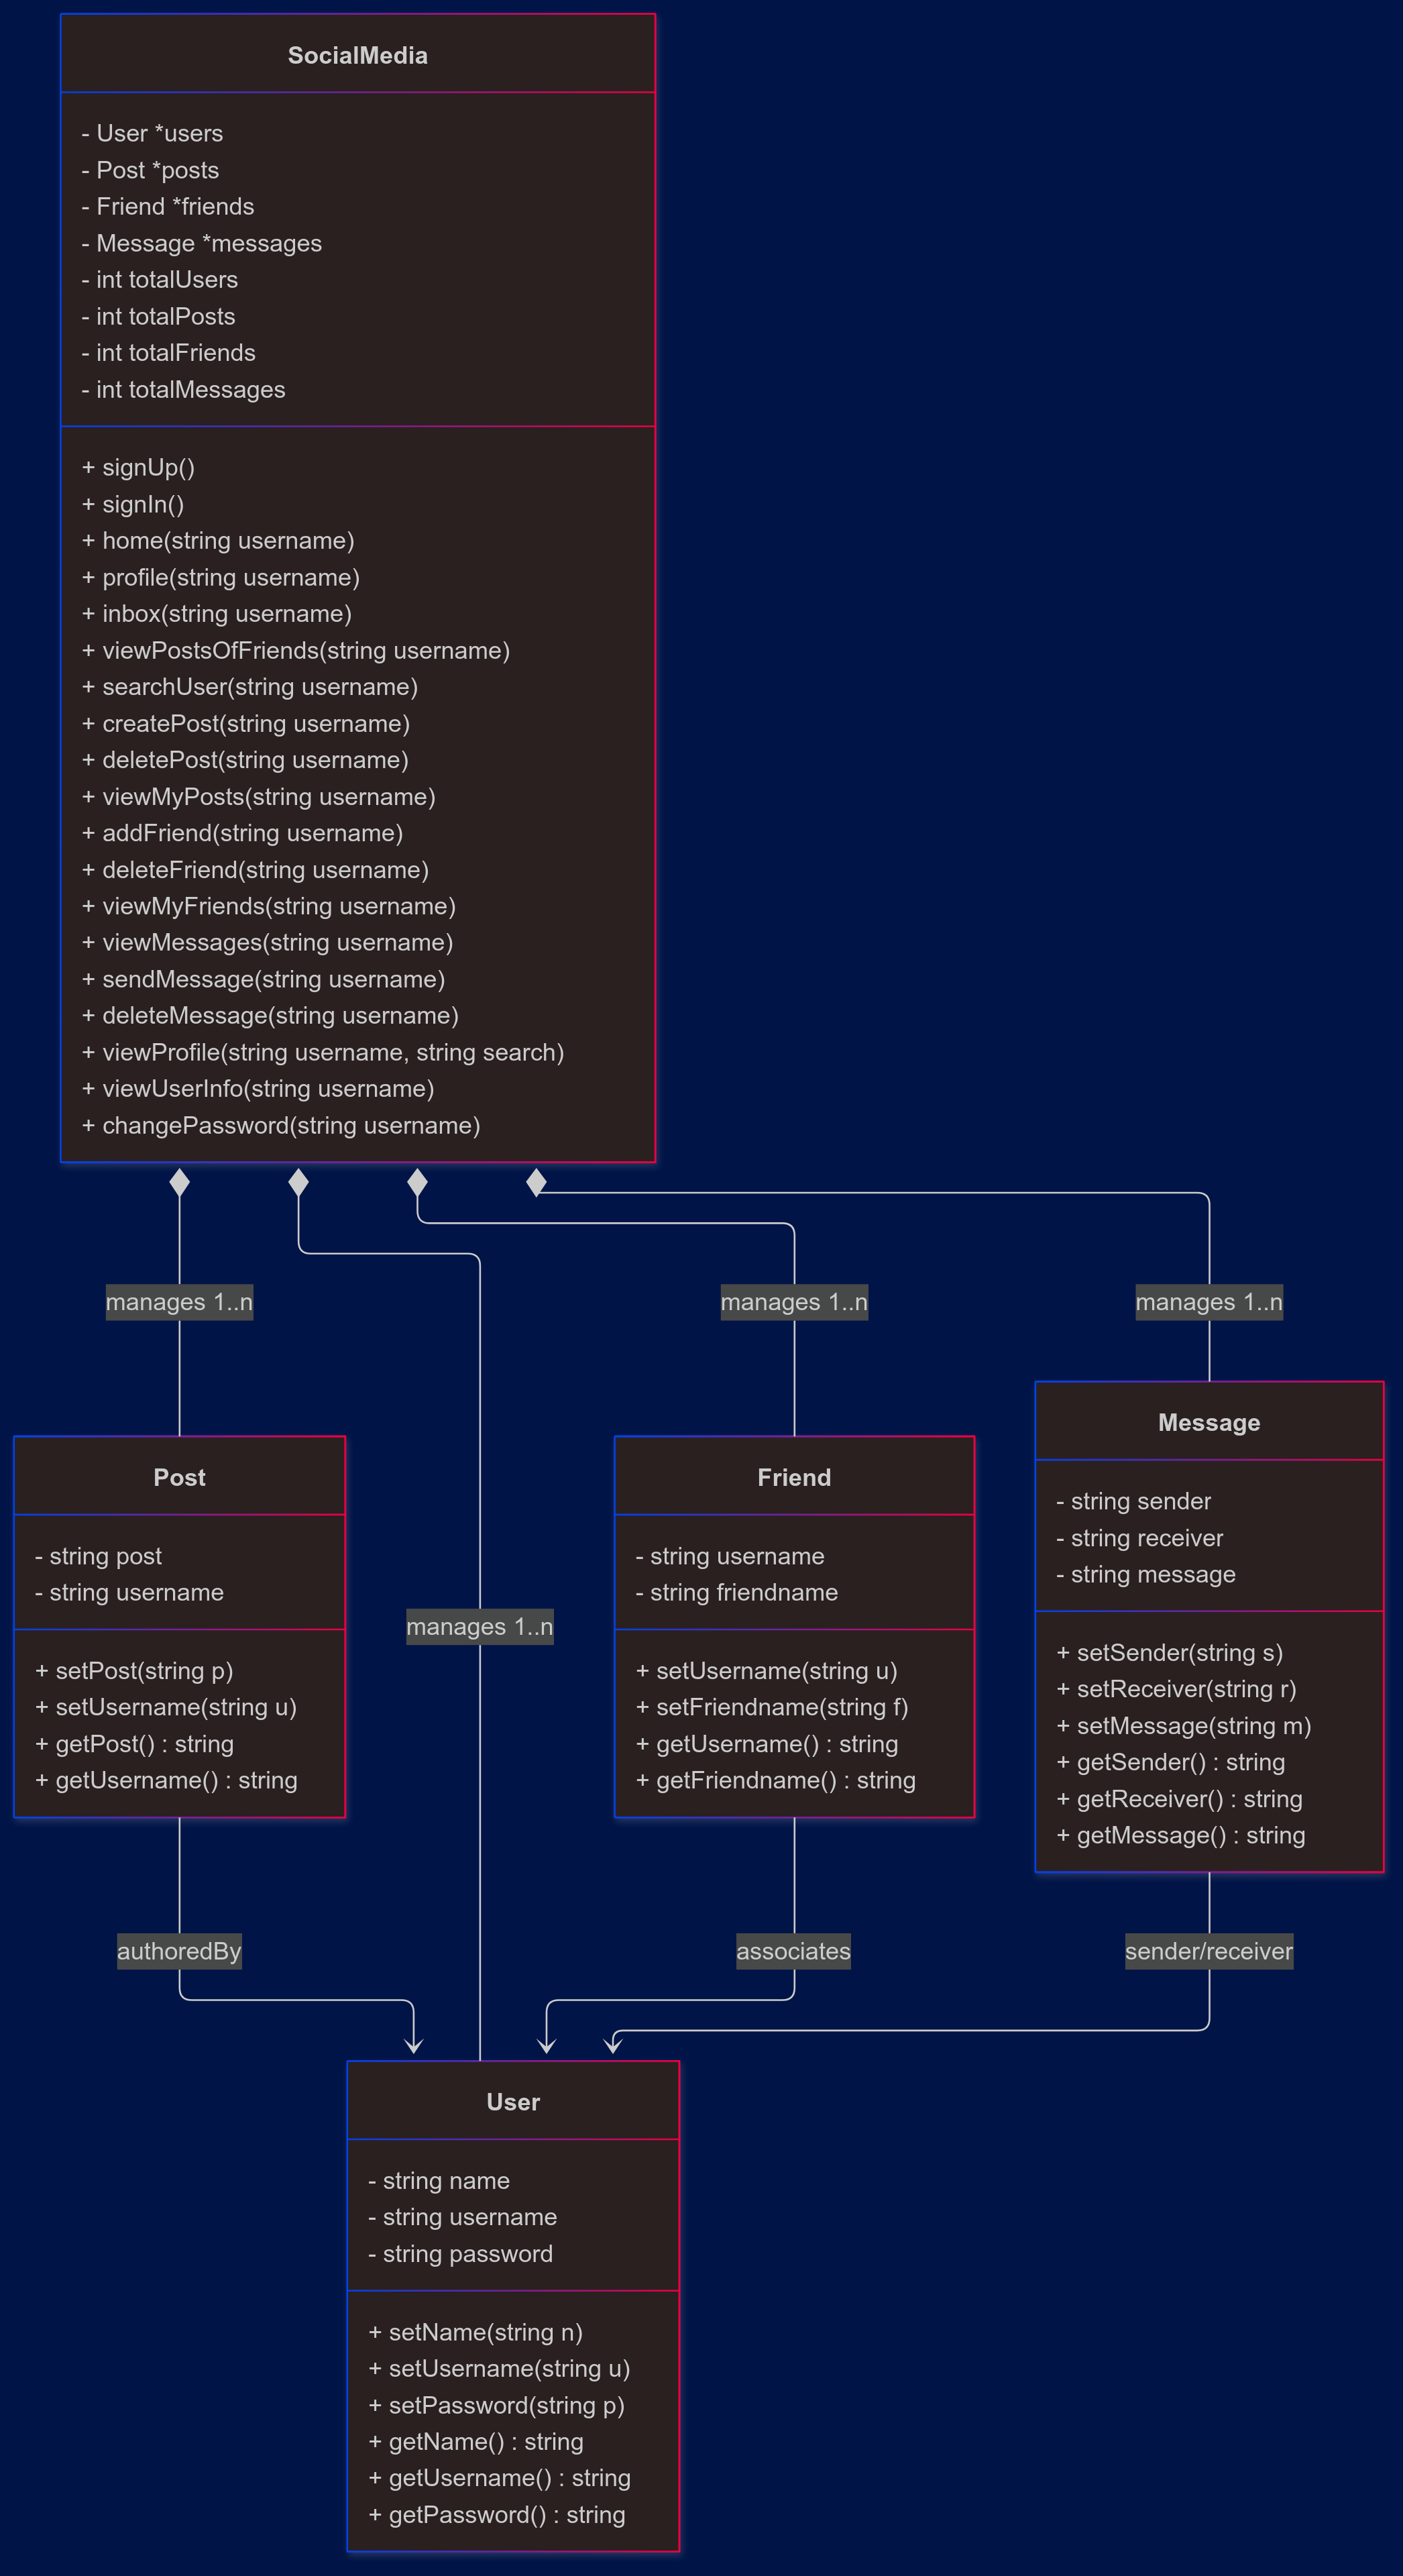 SocialMedia
- User *users
- Post *posts
- Friend *friends
- Message *messages
- int totalUsers
- int totalPosts
- int totalFriends
- int totalMessages
+ signUp()
+ signIn()
+ home(string username)
+ profile(string username)
+ inbox(string username)
+ viewPostsOfFriends(string username)
+ searchUser(string username)
+ createPost(string username)
+ deletePost(string username)
+ viewMyPosts(string username)
+ addFriend(string username)
+ deleteFriend(string username)
+ viewMyFriends(string username)
+ viewMessages(string username)
+ sendMessage(string username)
+ deleteMessage(string username)
+ viewProfile(string username, string search)
+ viewUserInfo(string username)
+ changePassword(string username)
manages 1..n
manages 1..n
manages 1..n
manages 1..n
Post
- string post
- string username
+ setPost(string p)
+ setUsername(string u)
+ getPost() : string
+ getUsername() : string
Friend
- string username
- string friendname
+ setUsername(string u)
+ setFriendname(string f)
+ getUsername() : string
+ getFriendname() : string
Message
- string sender
- string receiver
- string message
+ setSender(string s)
+ setReceiver(string r)
+ setMessage(string m)
+ getSender() : string
+ getReceiver() : string
+ getMessage() : string
authoredBy
associates
sender/receiver
User
- string name
- string username
- string password
+ setName(string n)
+ setUsername(string u)
+ setPassword(string p)
+ getName() : string
+ getUsername() : string
+ getPassword() : string